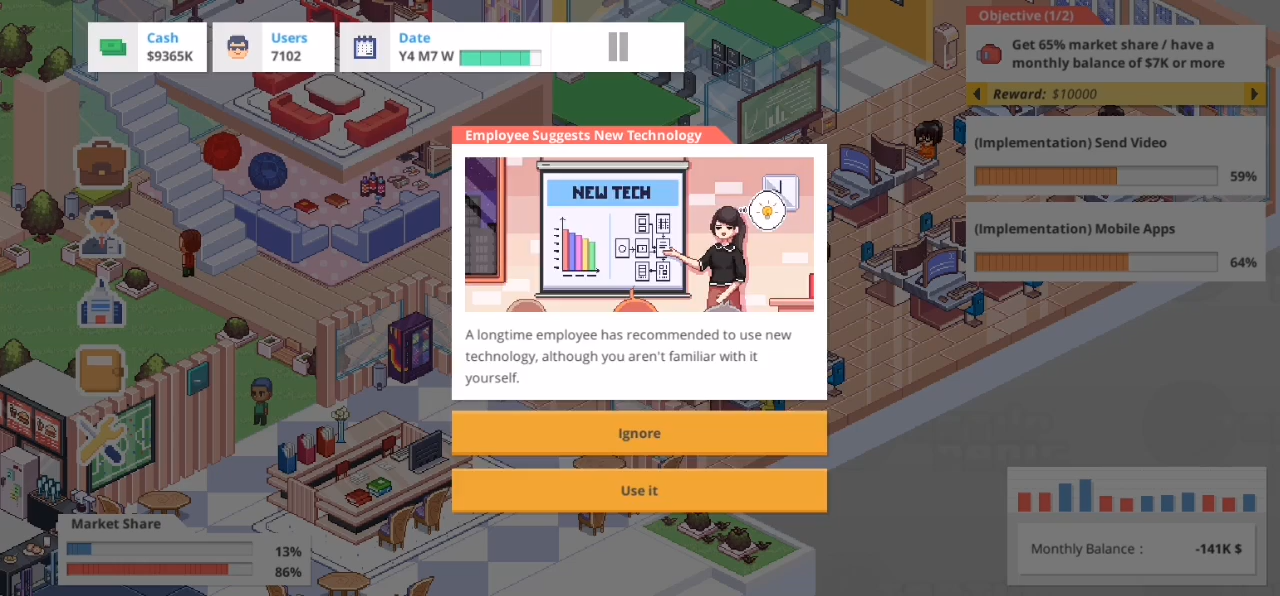 Cash
$9365K
Users
7102
Date
Y4 M7 W
Objective (1/2)
Get 65% market share / have a
monthly balance of $7K or more
Reward: $10000
(Implementation) Send Video
59%
(Implementation) Mobile Apps
64%
Employee Suggests New Technology
NEW TECH
A longtime employee has recommended to use new
technology, although you aren't familiar with it
yourself.
Ignore
Use it
Market Share
13%
86%
Monthly Balance :
-141K $